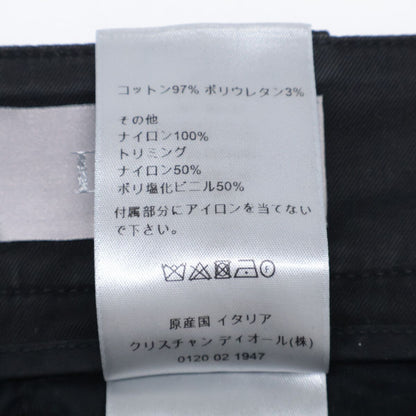 コットン97% ポリウレタン3%
その他
ナイロン100%
トリミング
ナイロン50%
ポリ塩化ビニル50%
付属部分にアイロンを当てない
で下さい。
原産国 イタリア
クリスチャン ディオール(株)
0120 02 1947